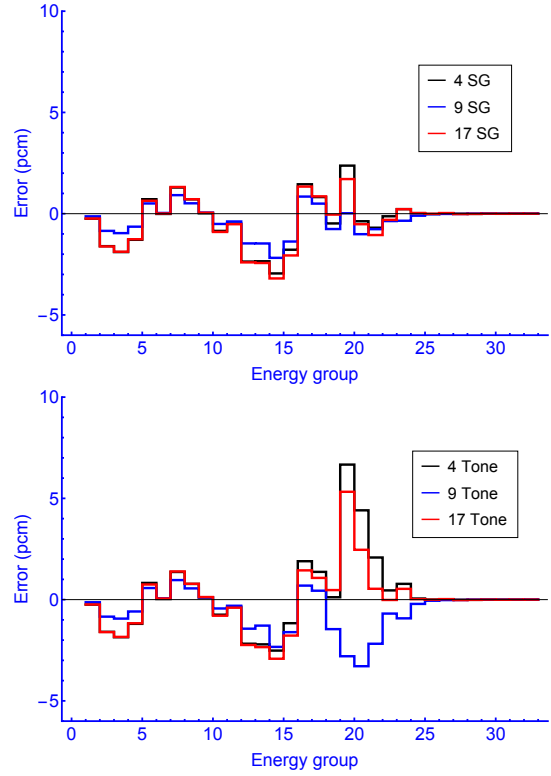 10
5
0
−5
Error (pcm)
4 SG
9 SG
17 SG
0 5 10 15 20 25 30
Energy group
10
5
0
−5
Error (pcm)
4 Tone
9 Tone
17 Tone
0 5 10 15 20 25 30
Energy group